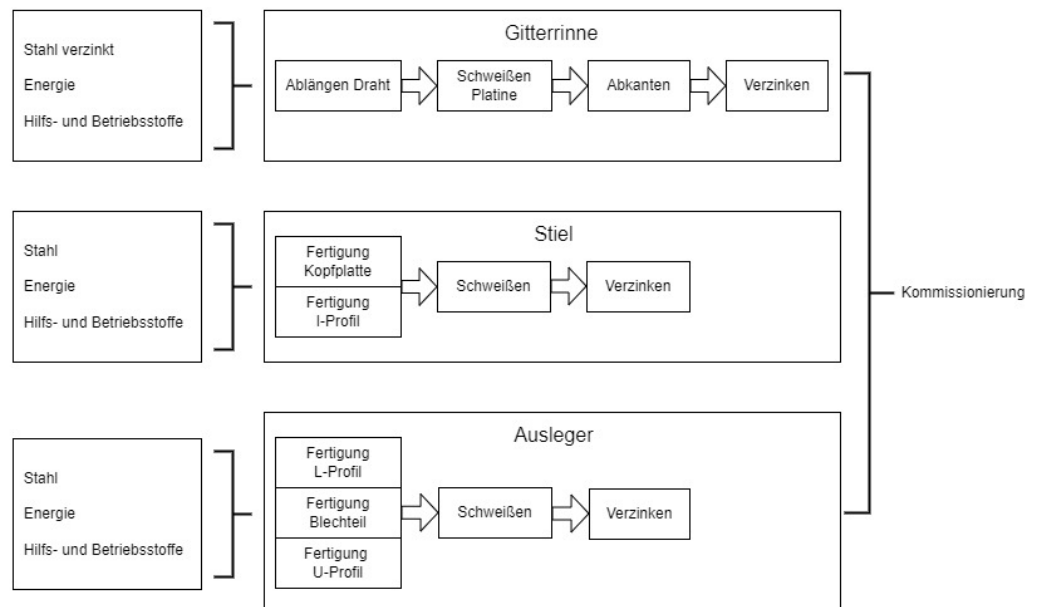 Stahl verzinkt
Energie
Hilfs- und Betriebsstoffe
Gitterrinne
Ablängen Draht
Schweißen
Platine
Abkanten
Verzinken
Stahl
Energie
Hilfs- und Betriebsstoffe
Stiel
Fertigung
Kopfplatte
Fertigung
I-Profil
Schweißen
Verzinken
Kommissionierung
Stahl
Energie
Hilfs- und Betriebsstoffe
Ausleger
Fertigung
L-Profil
Fertigung
Blechteil
Fertigung
U-Profil
Schweißen
Verzinken